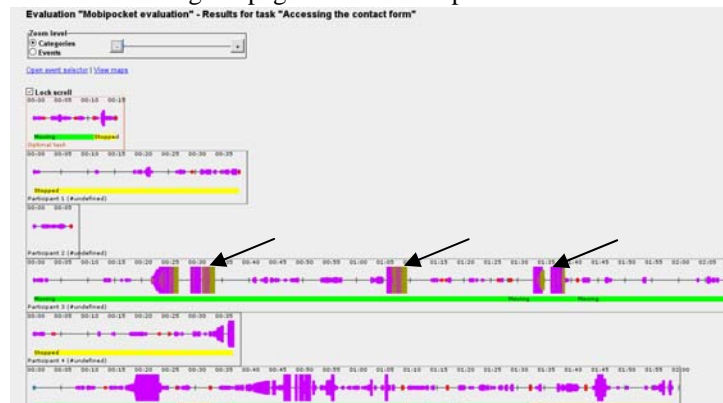 Evaluation "Mobipocket evaluation" - Results for task "Accessing the contact form"
Zoom level
Categories
Events
- +
Open event selector | View maps
Lock scroll
00:00 00:05 00:10 00:15
Moving Stopped
Optimal task
00:00 00:05 00:10 00:15 00:20 00:25 00:30 00:35
Stopped
Participant 1 (#undefined)
00:00 00:05
Participant 2 (#undefined)
00:00 00:05 00:10 00:15 00:20 00:25 00:30 00:35 00:40 00:45 00:50 00:55 01:00 01:05 01:10 01:15 01:20 01:25 01:30 01:35 01:40 01:45 01:50 01:55 02:00 02:05
Moving Moving Moving
Participant 3 (#undefined)
00:00 00:05 00:10 00:15 00:20 00:25 00:30 00:35
Stopped
Participant 4 (#undefined)
00:00 00:05 00:10 00:15 00:20 00:25 00:30 00:35 00:40 00:45 00:50 00:55 01:00 01:05 01:10 01:15 01:20 01:25 01:30 01:35 01:40 01:45 01:50 01:55 02:00